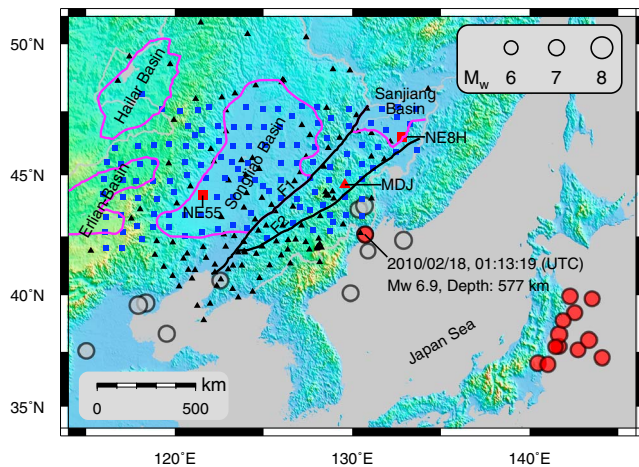 50˚N
45˚N
40˚N
35˚N
120˚E
130˚E
140˚E
Mw
6
7
8
Hailar Basin
Erlian Basin
Songliao Basin
Sanjiang
Basin
NE8H
MDJ
NE55
F1
F2
2010/02/18, 01:13:19 (UTC)
Mw 6.9, Depth: 577 km
Japan Sea
km
0
500